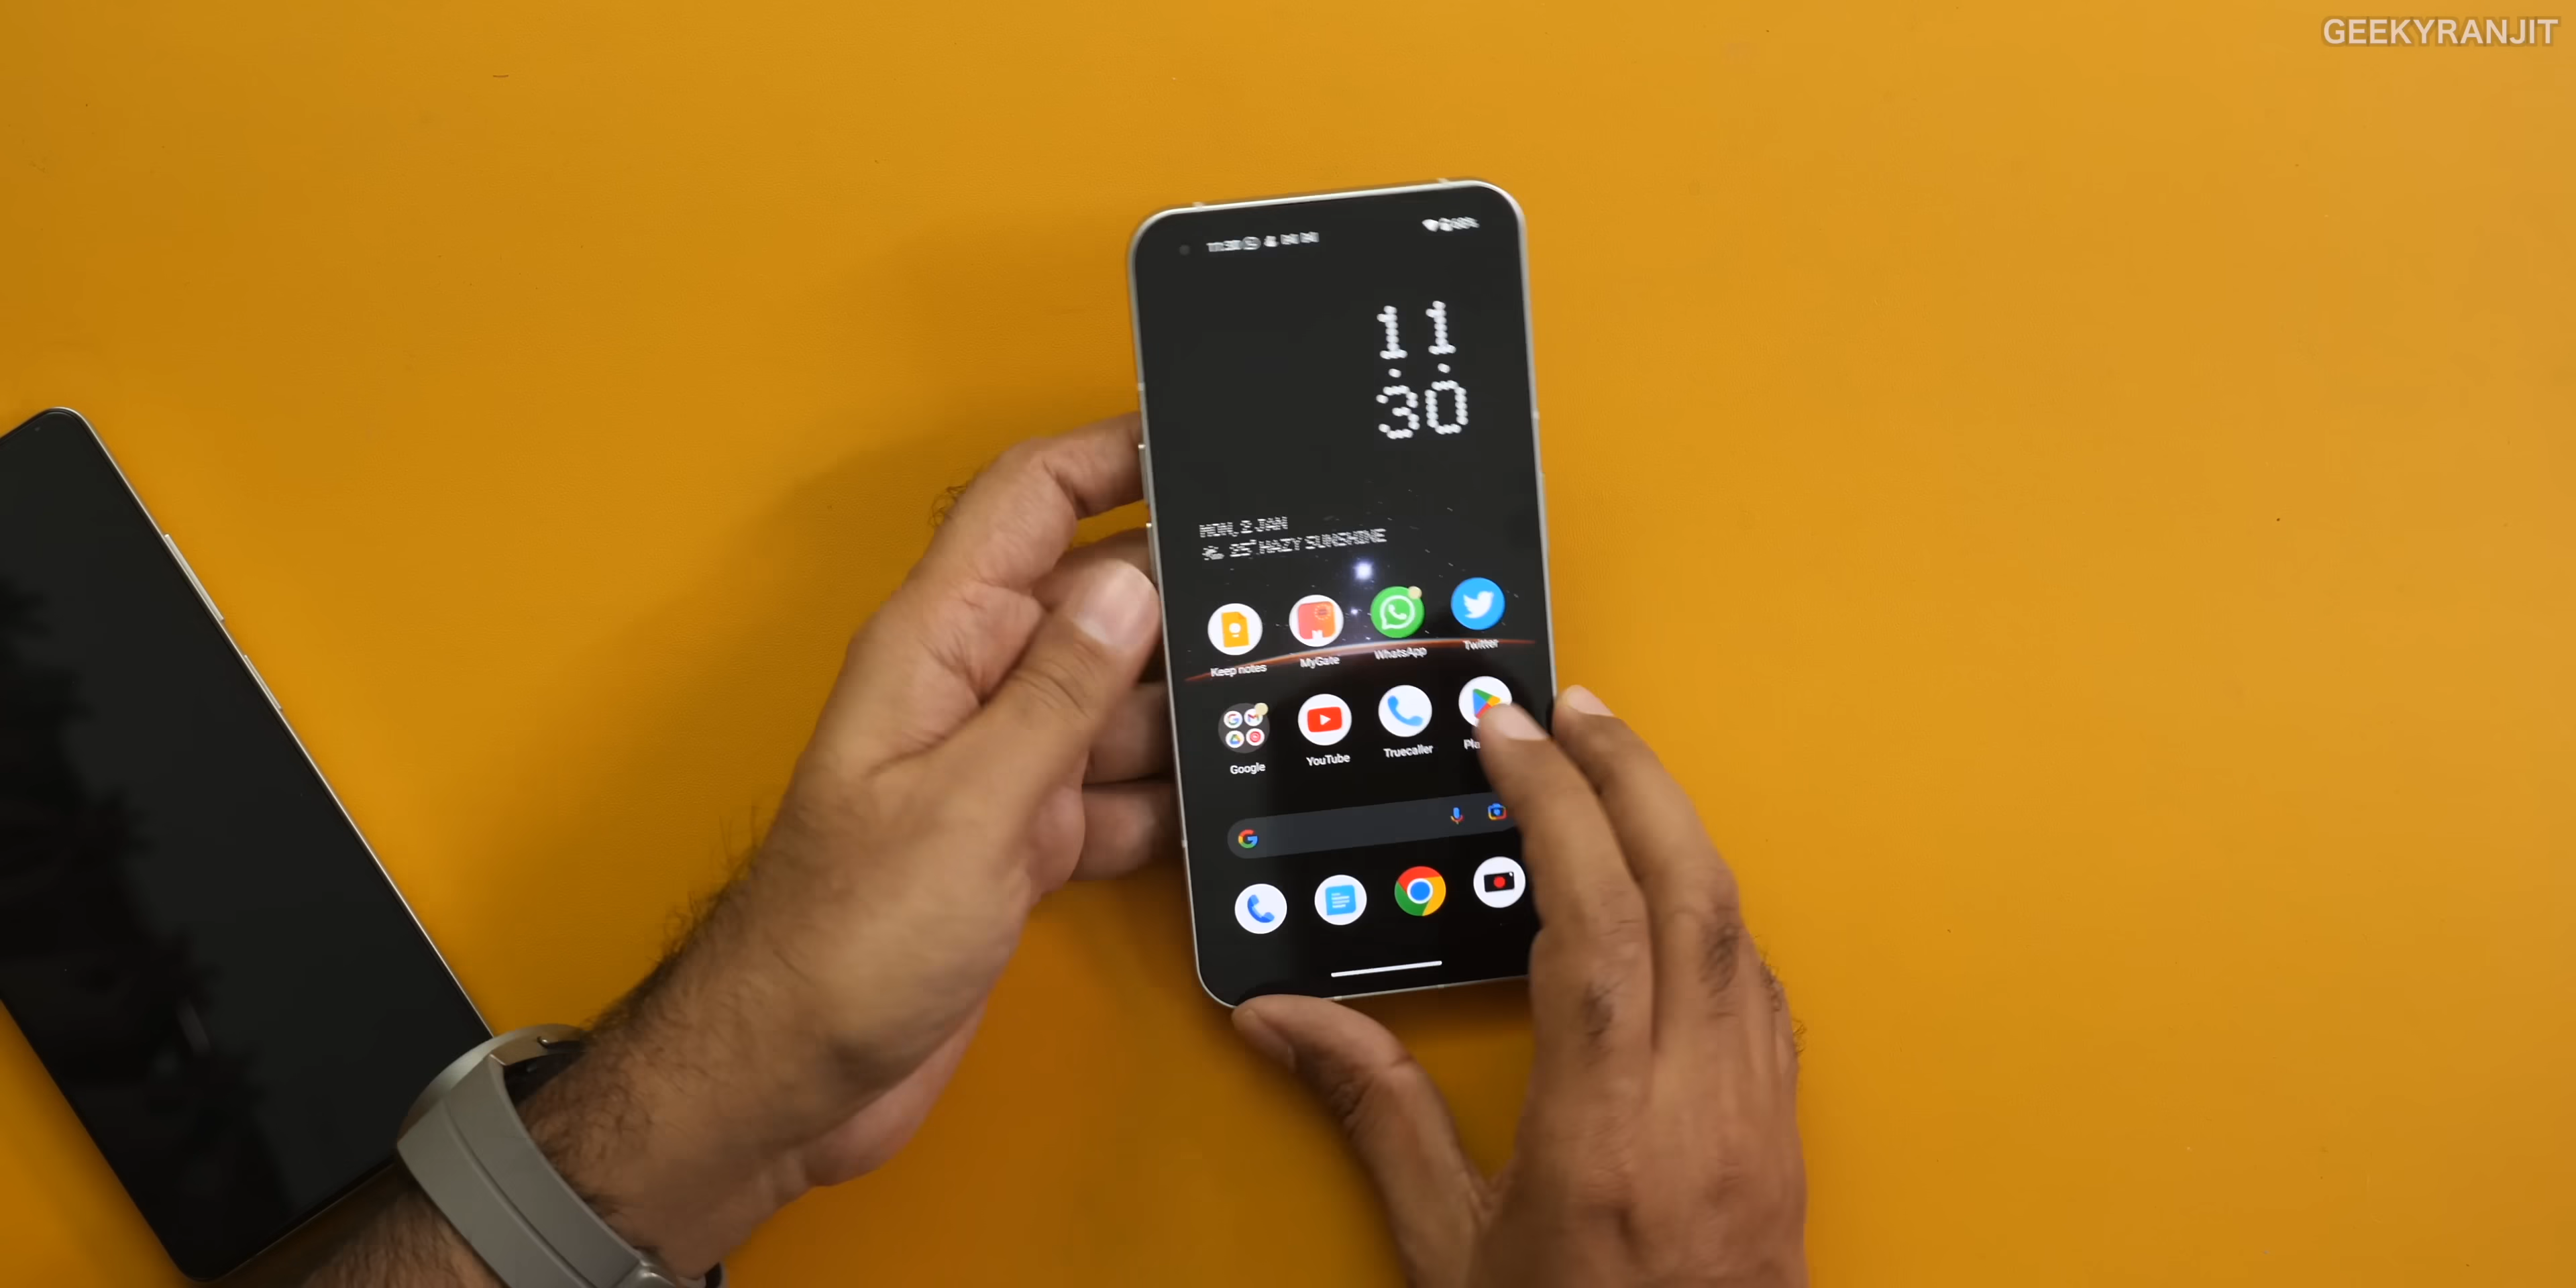 GEEKYRANJIT
11
30
MON, 2 JAN
25° HAZY SUNSHINE
Keep notes
MyGate
WhatsApp
Twitter
Google
YouTube
Truecaller